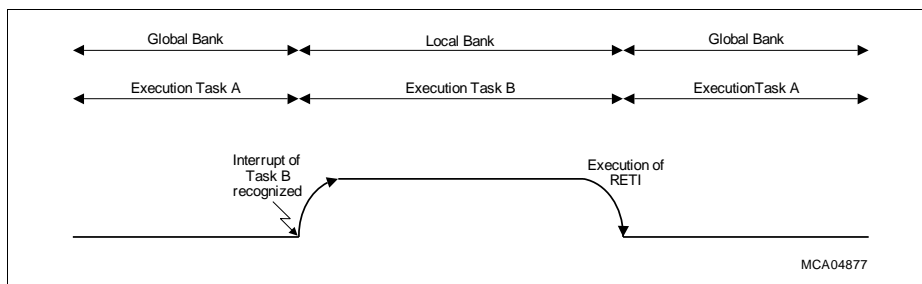 Global Bank Local Bank Global Bank
Execution Task A Execution Task B ExecutionTask A
Interrupt of
Task B
recognized
Execution of
RETI
MCA04877